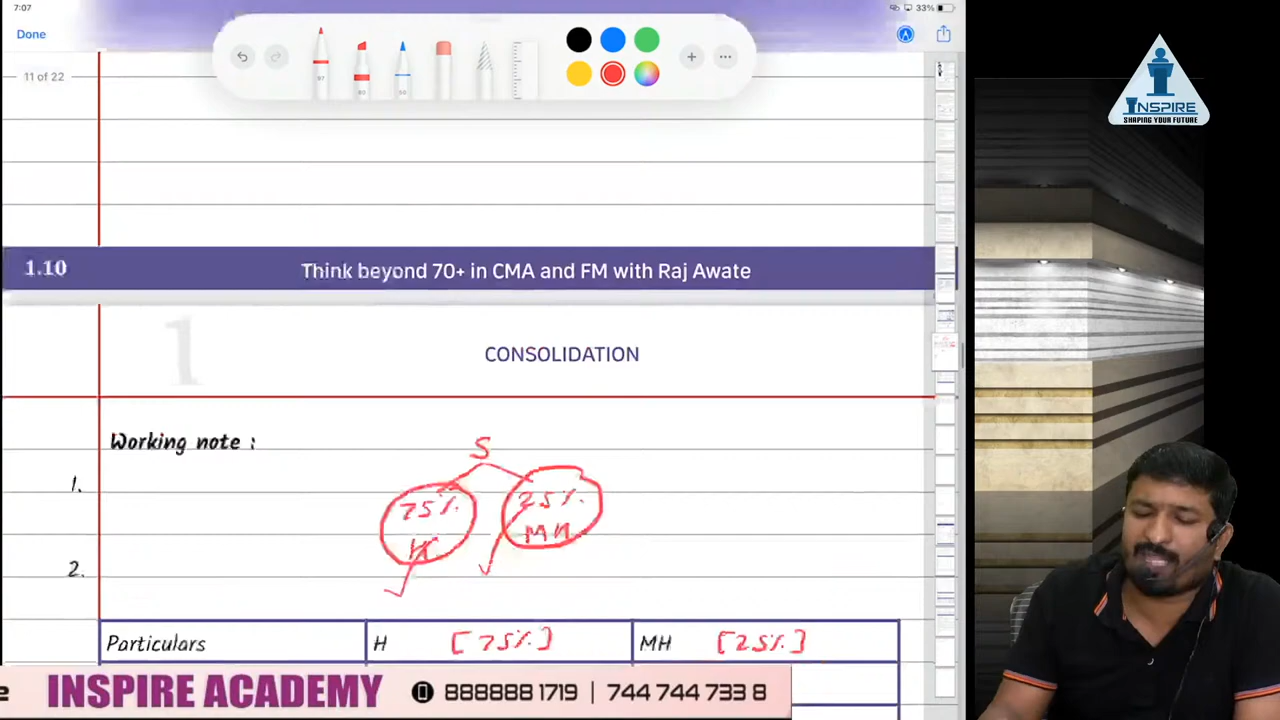 7:07
33%
Done
11 of 22
1.10
Think beyond 70+ in CMA and FM with Raj Awate
1
CONSOLIDATION
Working note :
S
1.
75% 25%
H MH
2.
Particulars H [75%] MH [25%]
INSPIRE ACADEMY 888888 1719 | 744 744 733 8
INSPIRE
SHAPING YOUR FUTURE